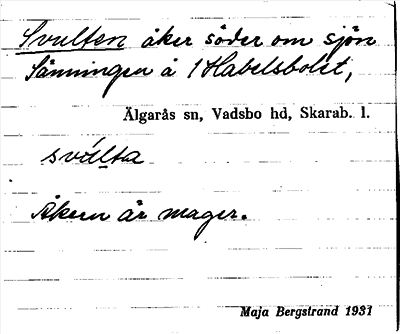 Svulten åker söder om sjön
Sänningen å 1 Habelsbolet,
Älgarås sn, Vadsbo hd, Skarab. l.
svúlta
Åkern är mager.
Maja Bergstrand 1931